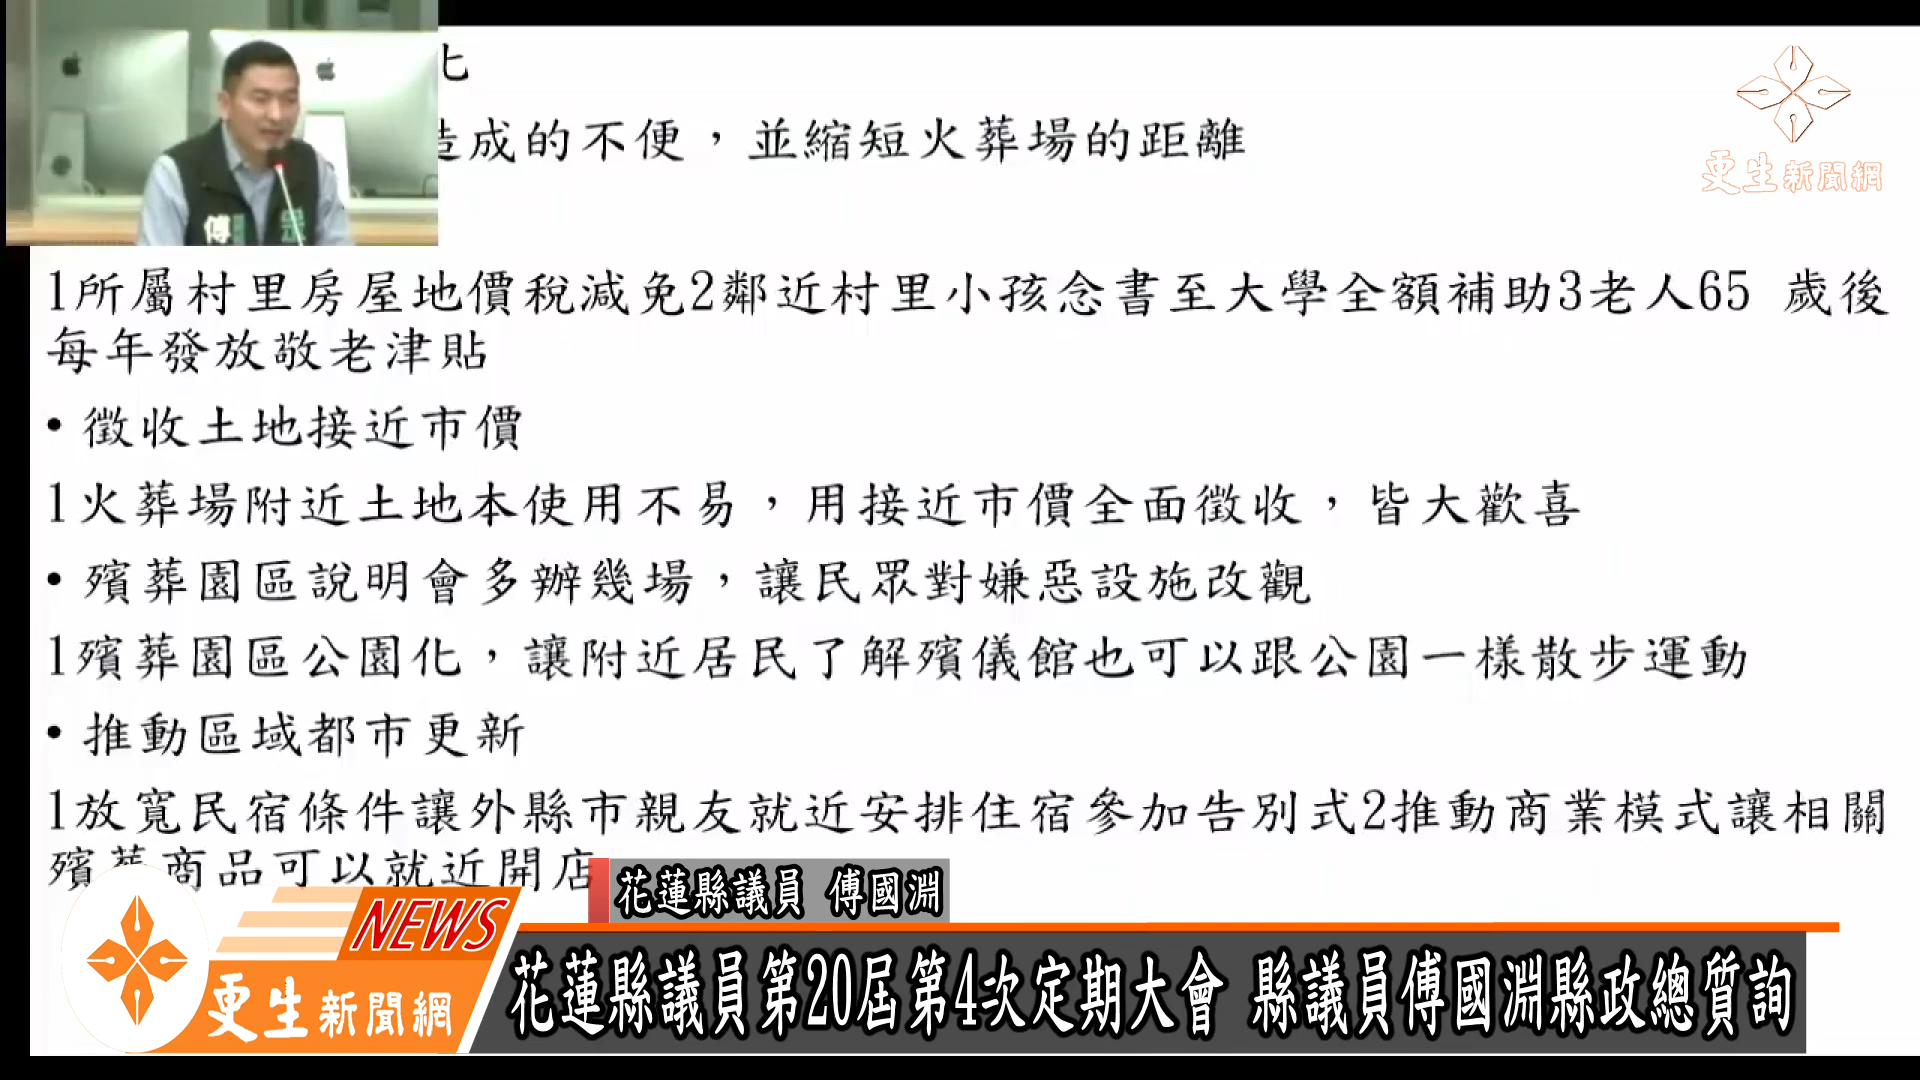 化
造成的不便，並縮短火葬場的距離
更生新聞網
傅
1所屬村里房屋地價稅減免2鄰近村里小孩念書至大學全額補助3老人65 歲後
每年發放敬老津貼
• 徵收土地接近市價
1火葬場附近土地本使用不易，用接近市價全面徵收，皆大歡喜
• 殯葬園區說明會多辦幾場，讓民眾對嫌惡設施改觀
1殯葬園區公園化，讓附近居民了解殯儀館也可以跟公園一樣散步運動
• 推動區域都市更新
1放寬民宿條件讓外縣市親友就近安排住宿參加告別式2推動商業模式讓相關
殯葬商品可以就近開店
花蓮縣議員 傅國淵
NEWS
更生新聞網
花蓮縣議員第20屆第4次定期大會 縣議員傅國淵縣政總質詢